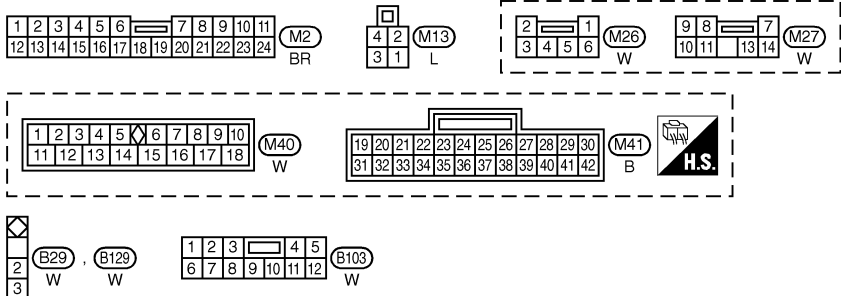 1 2 3 4 5 6 7 8 9 10 11
12 13 14 15 16 17 18 19 20 21 22 23 24
M2
BR
4 2
3 1
M13
L
2 1
3 4 5 6
M26
W
9 8 7
10 11 13 14
M27
W
1 2 3 4 5 6 7 8 9 10
11 12 13 14 15 16 17 18
M40
W
19 20 21 22 23 24 25 26 27 28 29 30
31 32 33 34 35 36 37 38 39 40 41 42
M41
B
H.S.
2
3
B29 , B129
W W
1 2 3 4 5
6 7 8 9 10 11 12
B103
W